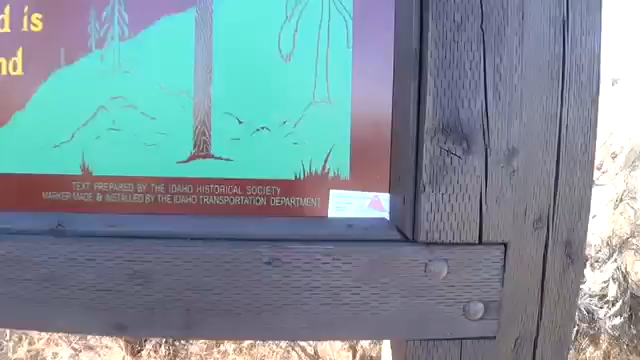 d is
nd
TEXT PREPARED BY THE IDAHO HISTORICAL SOCIETY
MARKER MADE & INSTALLED BY THE IDAHO TRANSPORTATION DEPARTMENT